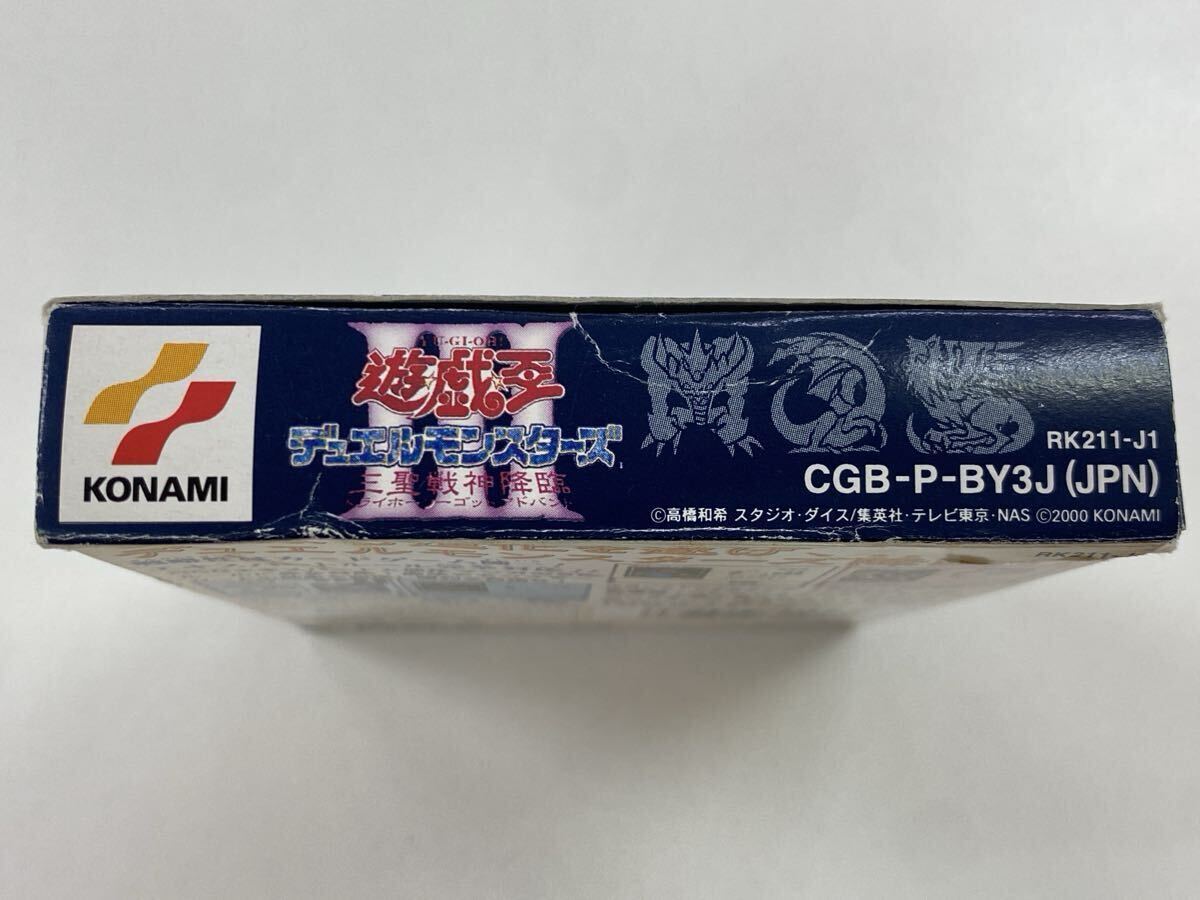 KONAMI
YU-GI-OH!
遊☆戯☆王
デュエルモンスターズ
III
三聖戦神降臨
RK211-J1
CGB-P-BY3J (JPN)
©高橋和希 スタジオ・ダイス/集英社・テレビ東京・NAS ©2000 KONAMI